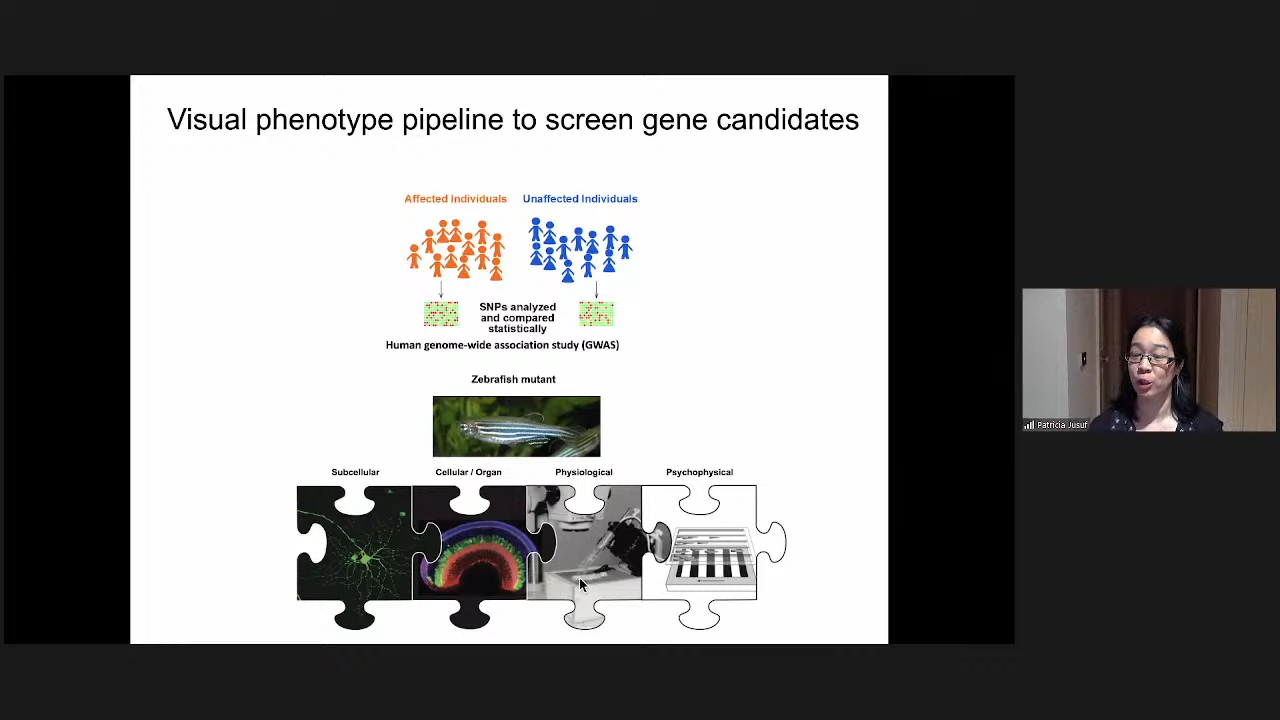 Visual phenotype pipeline to screen gene candidates
Affected Individuals
Unaffected Individuals
SNPs analyzed
and compared
statistically
Human genome-wide association study (GWAS)
Zebrafish mutant
Subcellular
Cellular / Organ
Physiological
Psychophysical
Patricia Jusuf